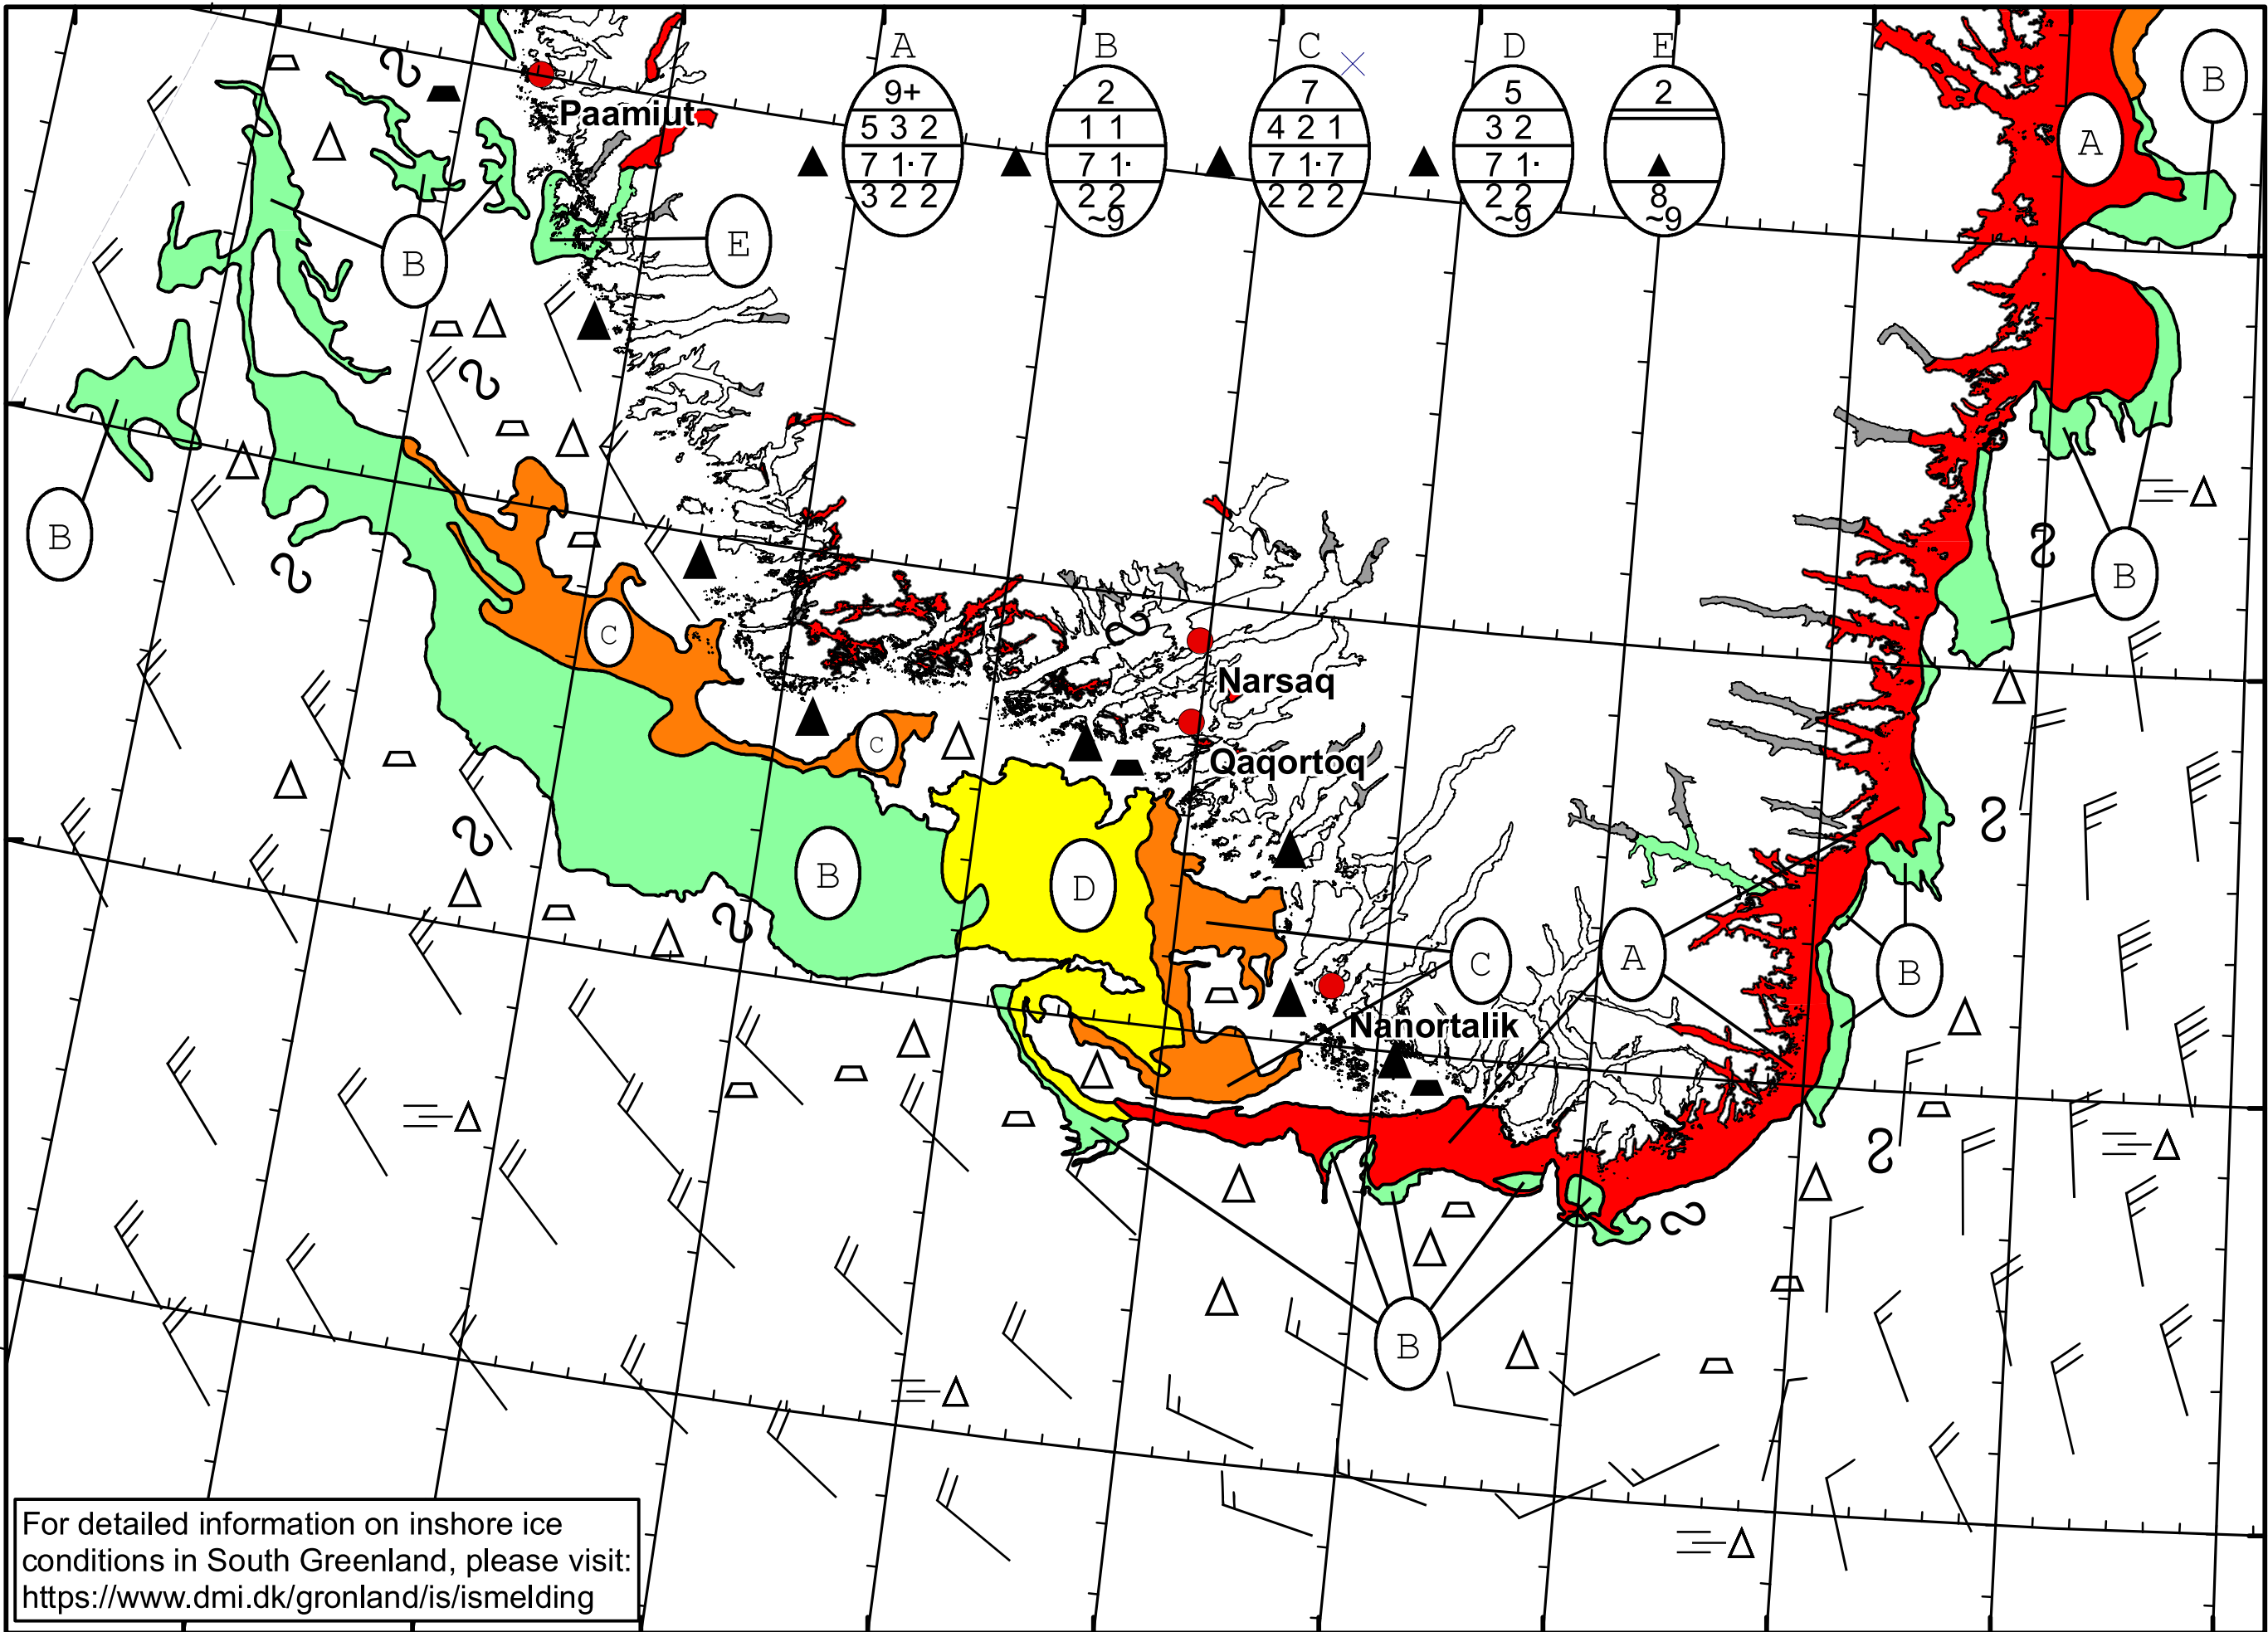 A B C D E
9+ 2 7 5 2
5 3 2 1 1 4 2 1 3 2
7 1· 7 7 1· 7 1· 7 7 1·
3 2 2 2 2 2 2 2 2 2 8
~9 ~9 ~9
B
A
Paamiut
E
B
B
B
C
Narsaq
C
Qaqortoq
B
D
C
A
B
Nanortalik
B
For detailed information on inshore ice
conditions in South Greenland, please visit:
https://www.dmi.dk/gronland/is/ismelding